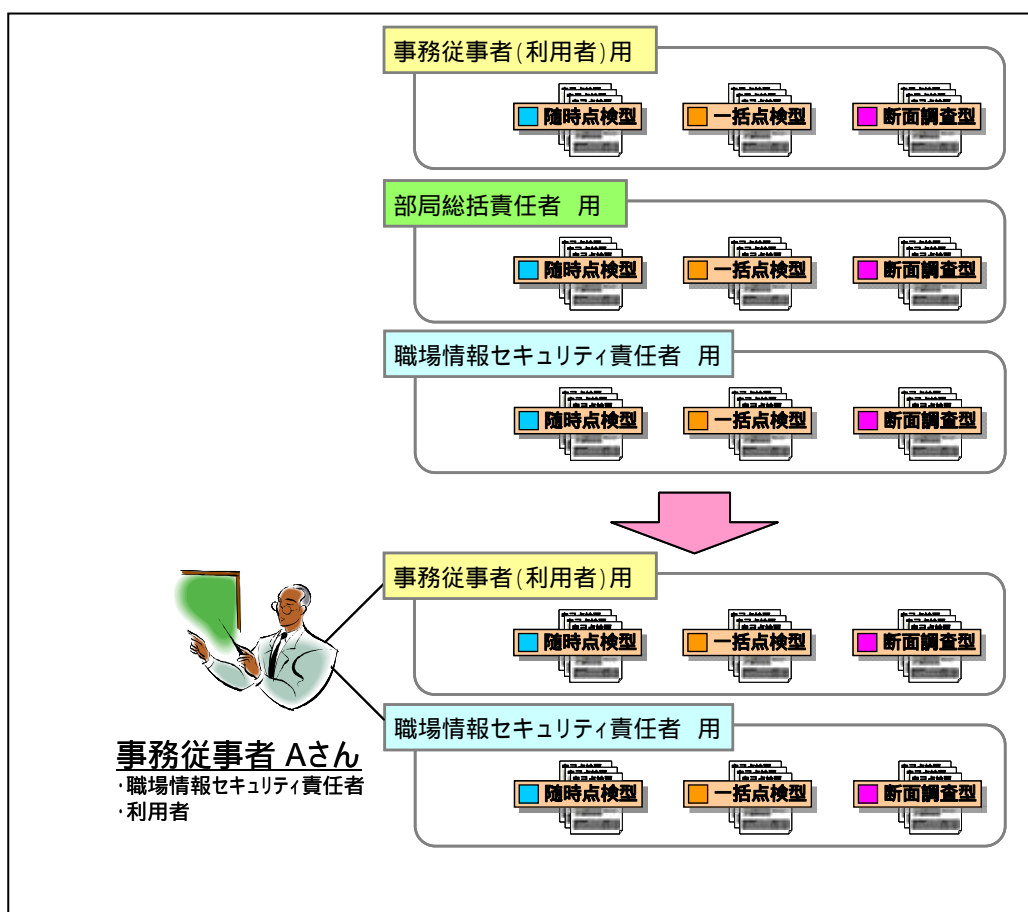 事務従事者(利用者)用
随時点検型 一括点検型 断面調査型
部局総括責任者 用
随時点検型 一括点検型 断面調査型
職場情報セキュリティ責任者 用
随時点検型 一括点検型 断面調査型
事務従事者(利用者)用
随時点検型 一括点検型 断面調査型
職場情報セキュリティ責任者 用
随時点検型 一括点検型 断面調査型
事務従事者 Aさん
・職場情報セキュリティ責任者
・利用者